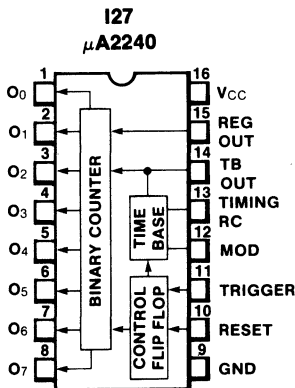 I27
µA2240
1
O0
2
O1
3
O2
4
O3
5
O4
6
O5
7
O6
8
O7
BINARY COUNTER
TIME
BASE
CONTROL
FLIP FLOP
16
VCC
15
REG
OUT
14
TB
OUT
13
TIMING
RC
12
MOD
11
TRIGGER
10
RESET
9
GND